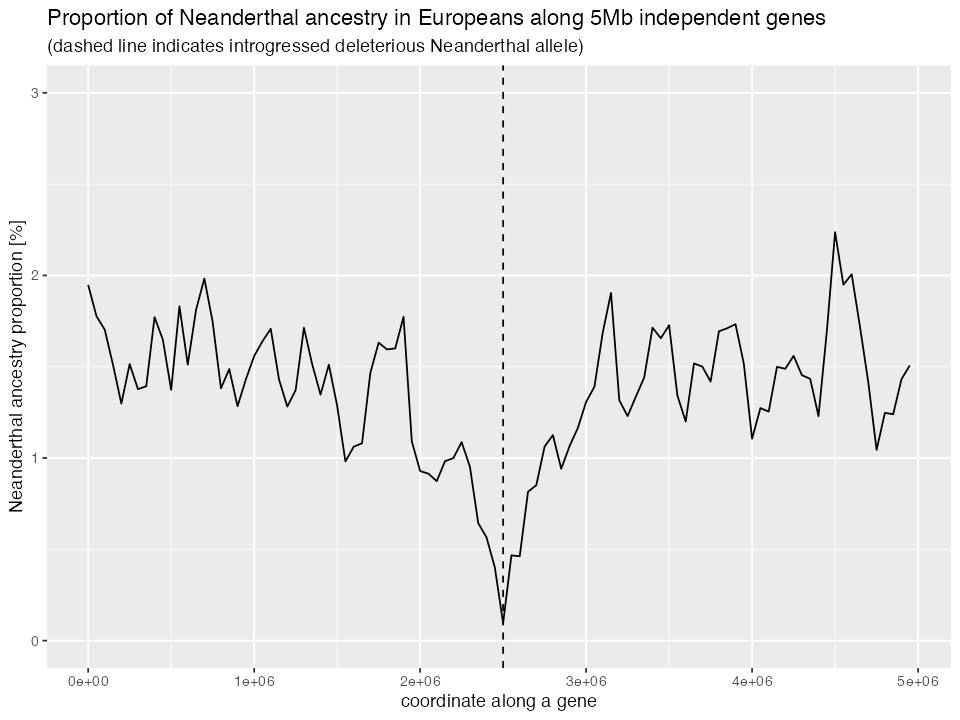 Proportion of Neanderthal ancestry in Europeans along 5Mb independent genes
(dashed line indicates introgressed deleterious Neanderthal allele)
Neanderthal ancestry proportion [%]
3
2
1
0
0e+00 1e+06 2e+06 3e+06 4e+06 5e+06
coordinate along a gene